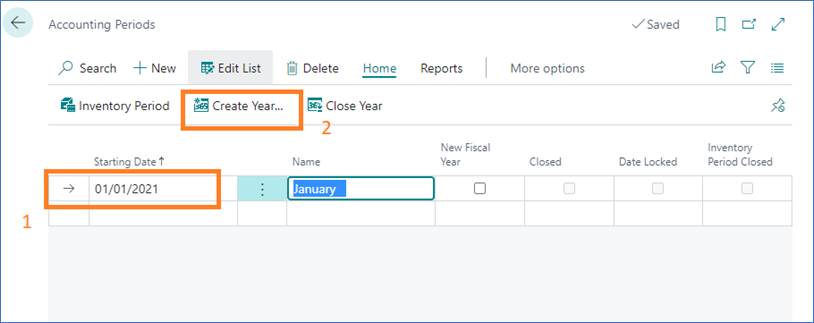 Accounting Periods
Saved
Search
New
Edit List
Delete
Home
Reports
More options
Inventory Period
Create Year...
Close Year
2
Starting Date↑
Name
New Fiscal
Year
Closed
Date Locked
Inventory
Period Closed
01/01/2021
January
1